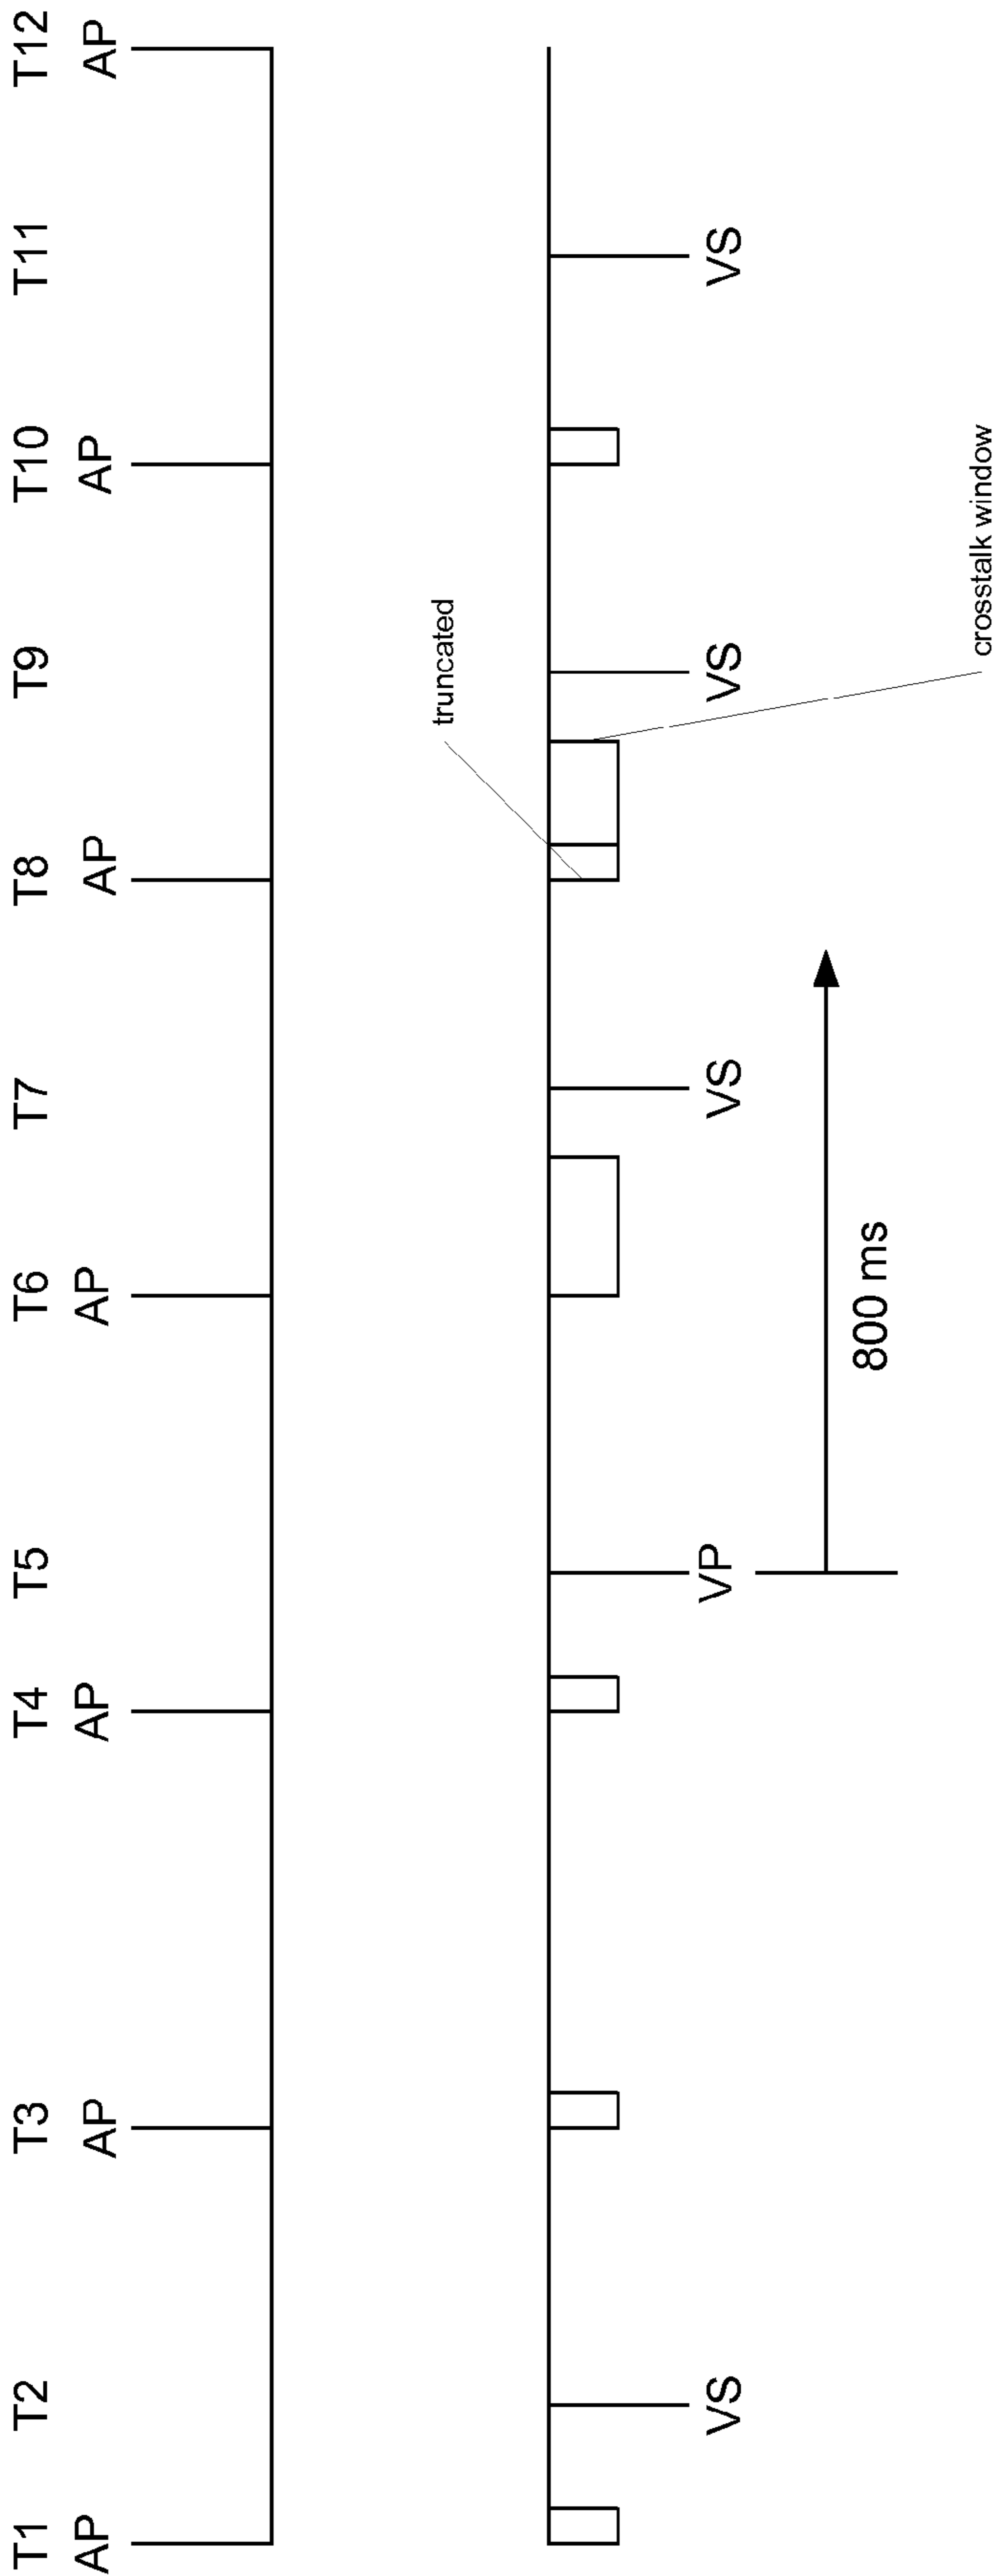 T1 T2 T3 T4 T5 T6 T7 T8 T9 T10 T11 T12
AP AP AP AP AP AP AP
truncated
VS VP VS VS VS
800 ms
crosstalk window